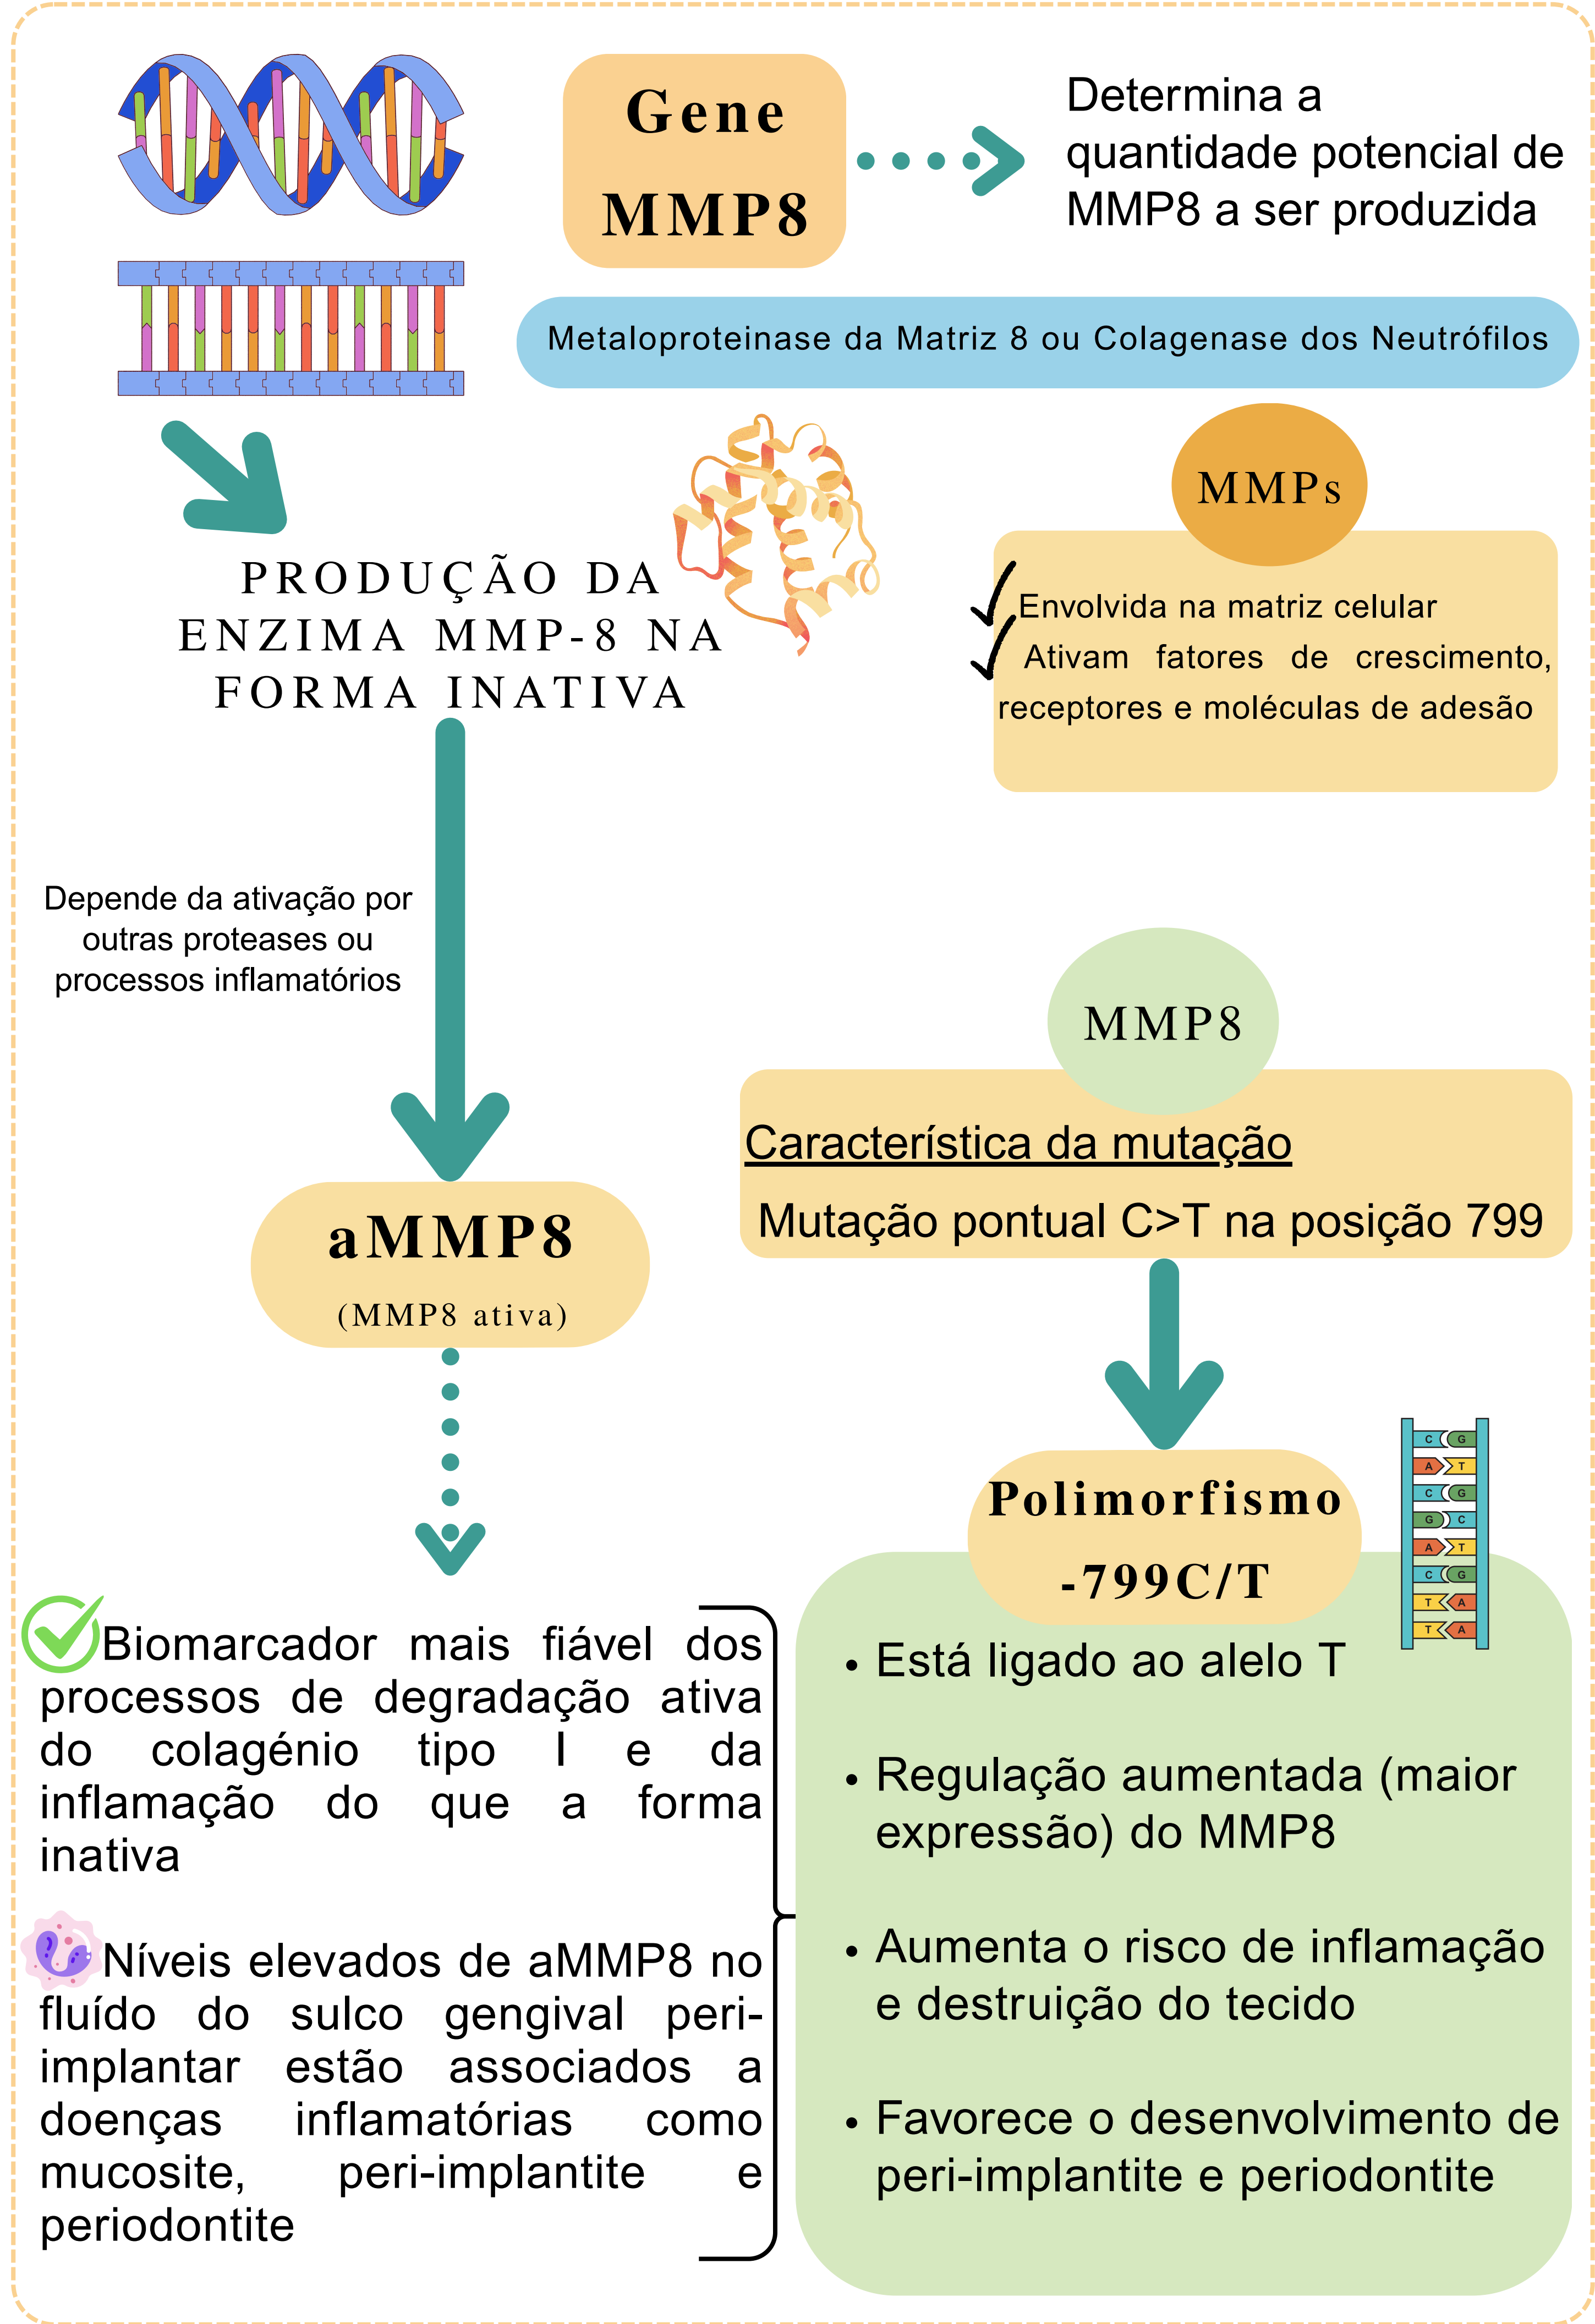 Gene
MMP8
Determina a
quantidade potencial de
MMP8 a ser produzida
Metaloproteinase da Matriz 8 ou Colagenase dos Neutrófilos
MMPs
Envolvida na matriz celular
Ativam fatores de crescimento,
receptores e moléculas de adesão
PRODUÇÃO DA
ENZIMA MMP-8 NA
FORMA INATIVA
Depende da ativação por
outras proteases ou
processos inflamatórios
aMMP8
(MMP8 ativa)
MMP8
Característica da mutação
Mutação pontual C>T na posição 799
Polimorfismo
-799C/T
C G
A T
C G
G C
A T
C G
T A
T A
Biomarcador mais fiável dos
processos de degradação ativa
do colagénio tipo I e da
inflamação do que a forma
inativa
Níveis elevados de aMMP8 no
fluído do sulco gengival peri-
implantar estão associados a
doenças inflamatórias como
mucosite, peri-implantite e
periodontite
• Está ligado ao alelo T
• Regulação aumentada (maior
expressão) do MMP8
• Aumenta o risco de inflamação
e destruição do tecido
• Favorece o desenvolvimento de
peri-implantite e periodontite